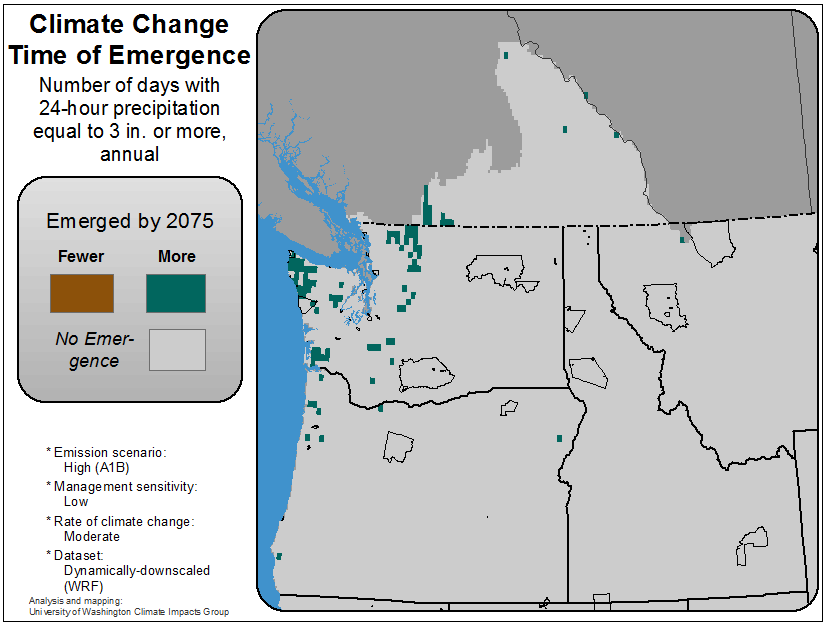 Climate Change
Time of Emergence
Number of days with
24-hour precipitation
equal to 3 in. or more,
annual
Emerged by 2075
Fewer More
No Emer-
gence
* Emission scenario:
High (A1B)
* Management sensitivity:
Low
* Rate of climate change:
Moderate
* Dataset:
Dynamically-downscaled
(WRF)
Analysis and mapping:
University of Washington Climate Impacts Group